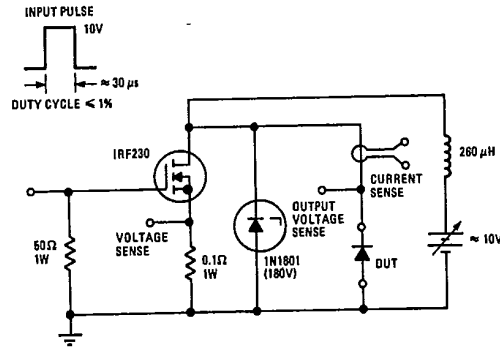 INPUT PULSE
10V
≈ 30 μs
DUTY CYCLE ≤ 1%
IRF230
260 μH
CURRENT
SENSE
OUTPUT
VOLTAGE
SENSE
≈ 10V
VOLTAGE
SENSE
50Ω
1W
0.1Ω
1W
1N1801
(180V)
DUT